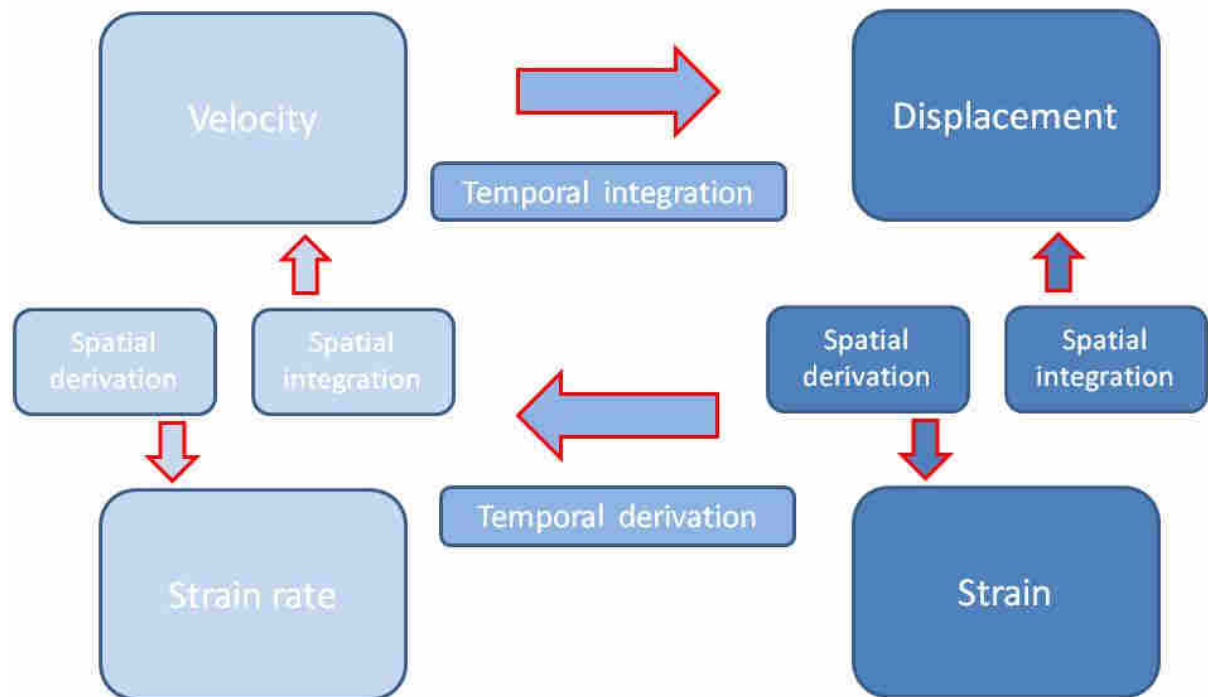 Velocity
Displacement
Temporal integration
Spatial
derivation
Spatial
integration
Spatial
derivation
Spatial
integration
Temporal derivation
Strain rate
Strain